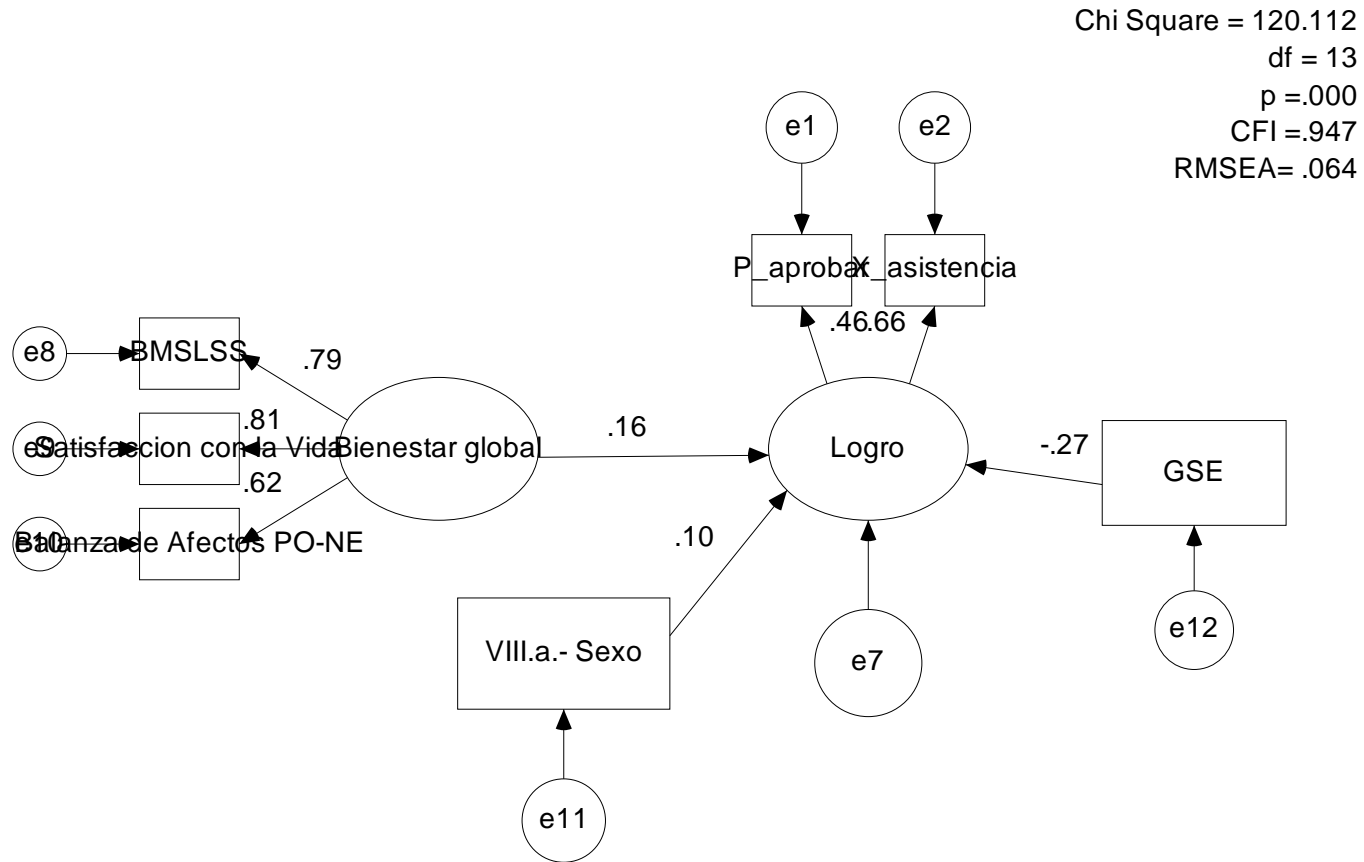 Chi Square = 120.112
df = 13
p =.000
CFI =.947
RMSEA= .064
e1
e2
P_aprobar
X_asistencia
.46
.66
e8
BMSLSS
.79
e9
Satisfaccion con la Vida
.81
Bienestar global
.16
Logro
-.27
GSE
.62
e10
Balanza de Afectos PO-NE
.10
VIII.a.- Sexo
e7
e12
e11